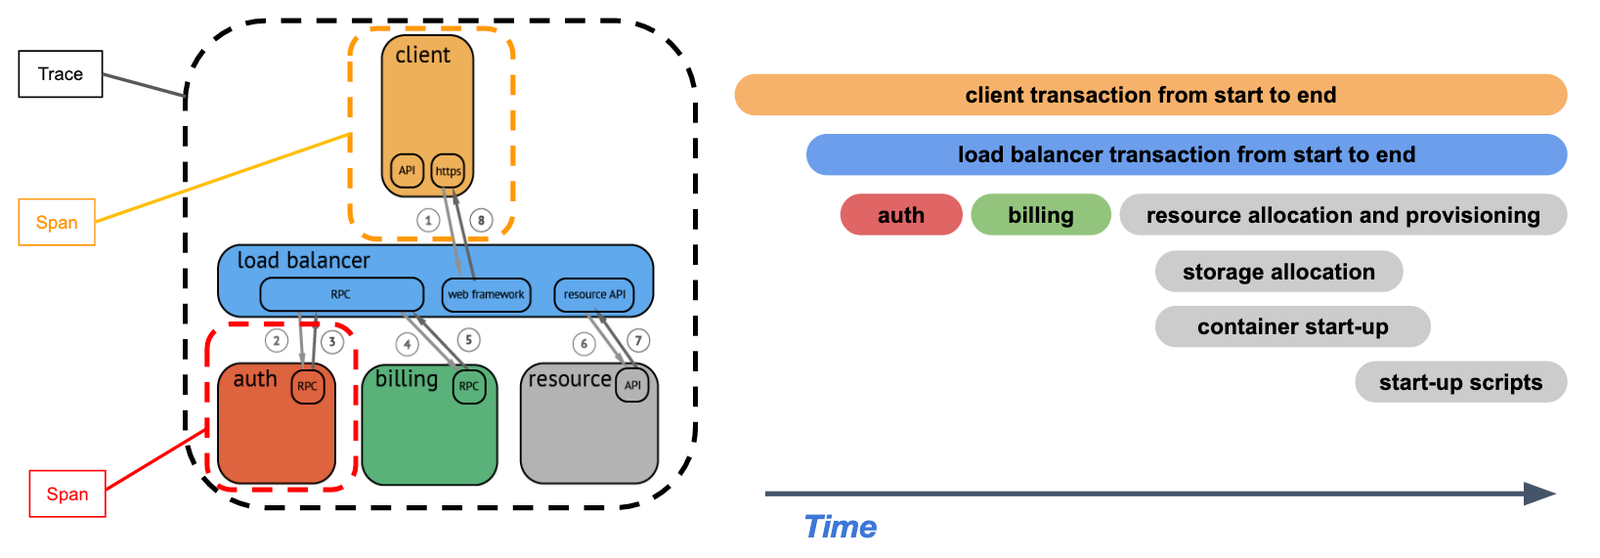 Trace
Span
Span
client
API
https
1
8
load balancer
RPC
web framework
resource API
2
3
4
5
6
7
auth
RPC
billing
RPC
resource
API
client transaction from start to end
load balancer transaction from start to end
auth
billing
resource allocation and provisioning
storage allocation
container start-up
start-up scripts
Time